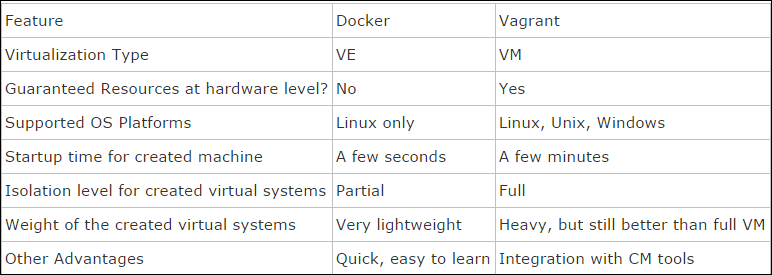 Feature Docker Vagrant
Virtualization Type VE VM
Guaranteed Resources at hardware level? No Yes
Supported OS Platforms Linux only Linux, Unix, Windows
Startup time for created machine A few seconds A few minutes
Isolation level for created virtual systems Partial Full
Weight of the created virtual systems Very lightweight Heavy, but still better than full VM
Other Advantages Quick, easy to learn Integration with CM tools